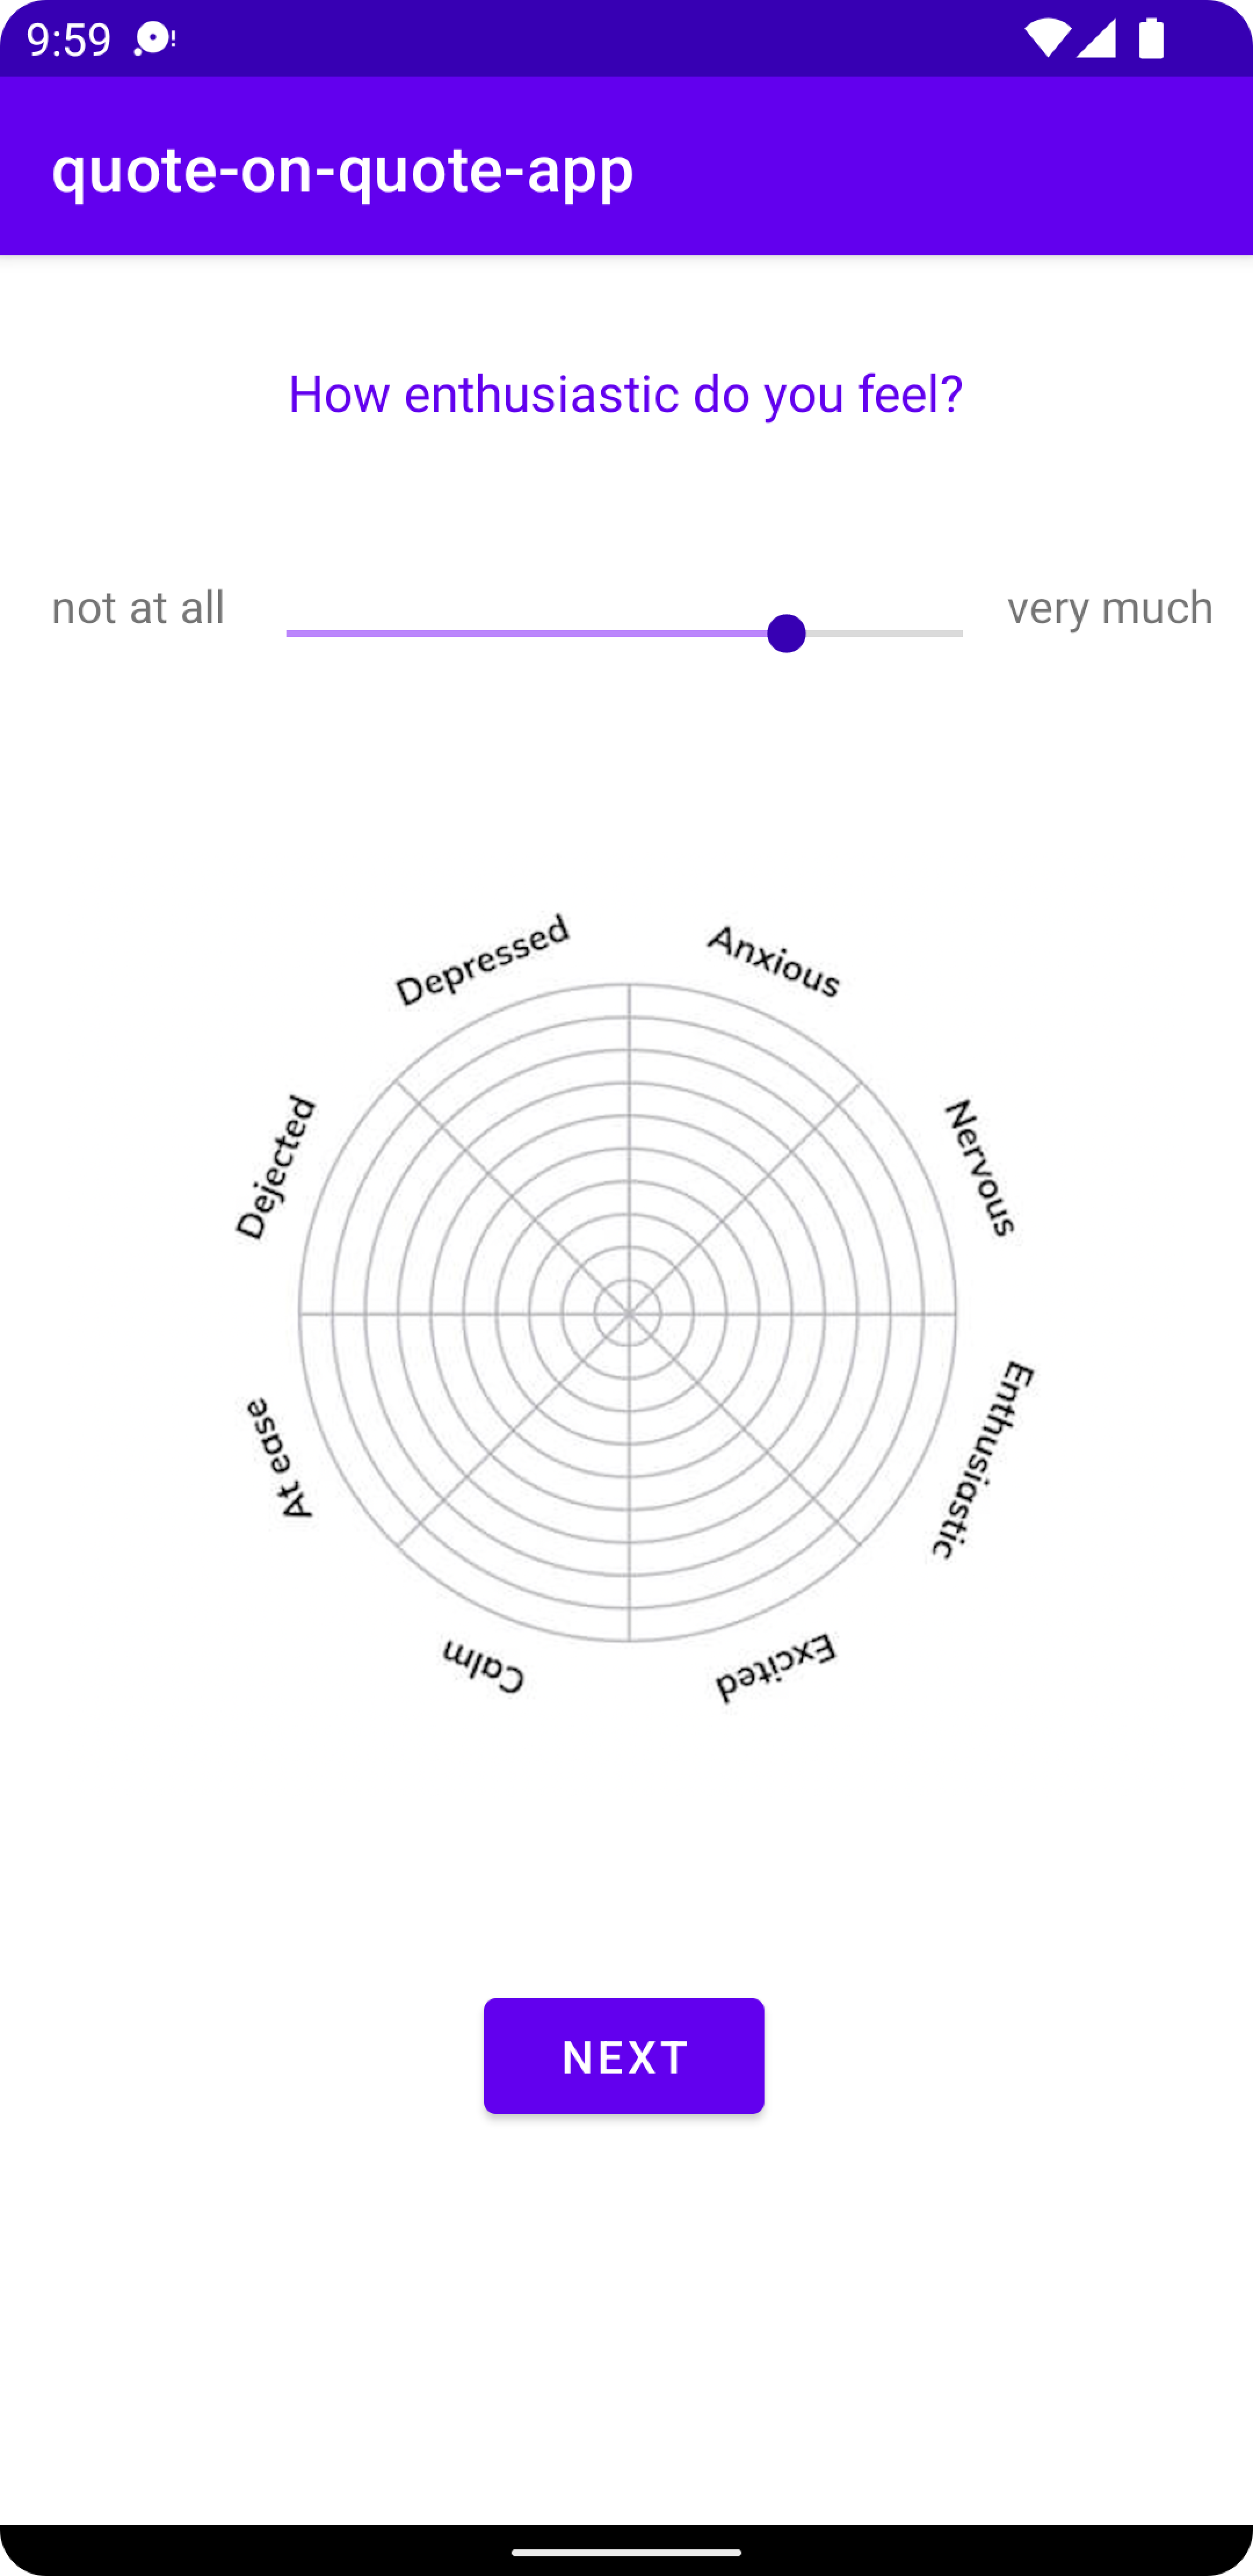 9:59
quote-on-quote-app
How enthusiastic do you feel?
not at all
very much
Depressed
Anxious
Dejected
Nervous
At ease
Enthusiastic
Calm
Excited
NEXT